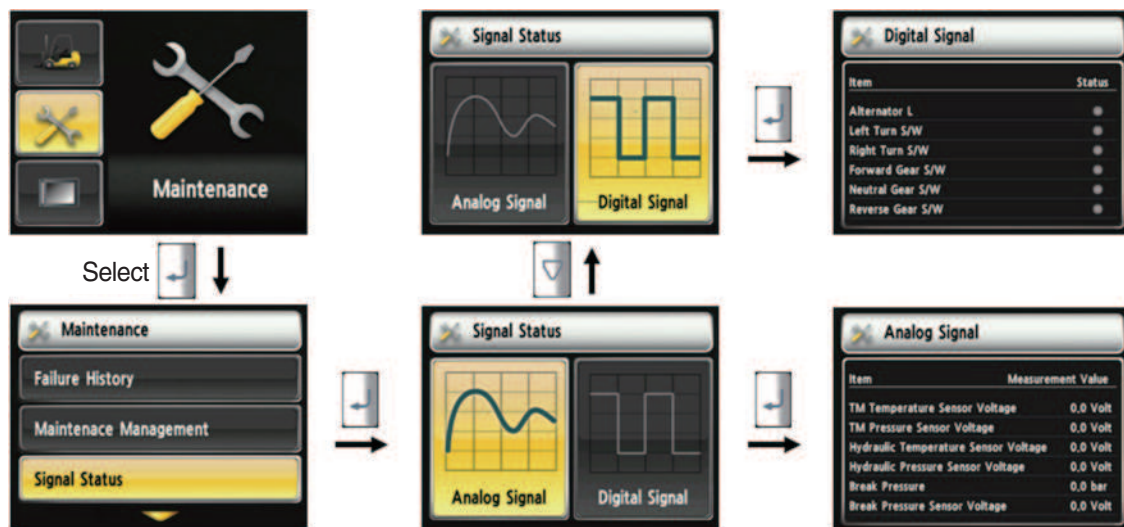 Maintenance
Select
Maintenance
Failure History
Maintenace Management
Signal Status
Signal Status
Analog Signal Digital Signal
Signal Status
Analog Signal Digital Signal
Digital Signal
Item Status
Alternator L
Left Turn S/W
Right Turn S/W
Forward Gear S/W
Neutral Gear S/W
Reverse Gear S/W
Analog Signal
Item Measurement Value
TM Temperature Sensor Voltage 0,0 Volt
TM Pressure Sensor Voltage 0,0 Volt
Hydraulic Temperature Sensor Voltage 0,0 Volt
Hydraulic Pressure Sensor Voltage 0,0 Volt
Break Pressure 0,0 bar
Break Pressure Sensor Voltage 0,0 Volt